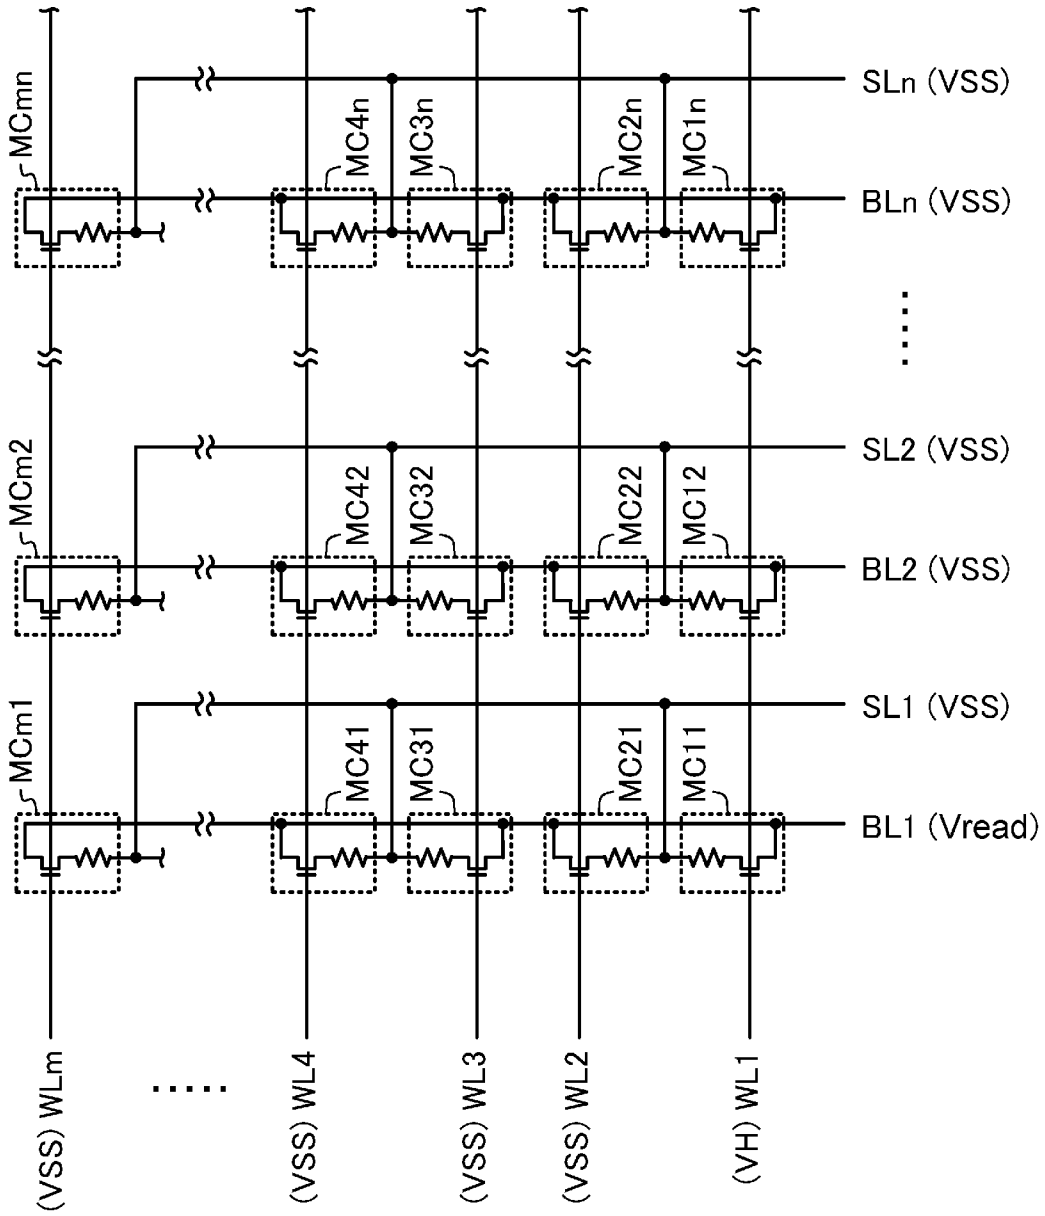 SLn (VSS)
MCmn
MC4n
MC3n
MC2n
MC1n
BLn (VSS)
SL2 (VSS)
MCm2
MC42
MC32
MC22
MC12
BL2 (VSS)
SL1 (VSS)
MCm1
MC41
MC31
MC21
MC11
BL1 (Vread)
(VSS) WLm
(VSS) WL4
(VSS) WL3
(VSS) WL2
(VH) WL1